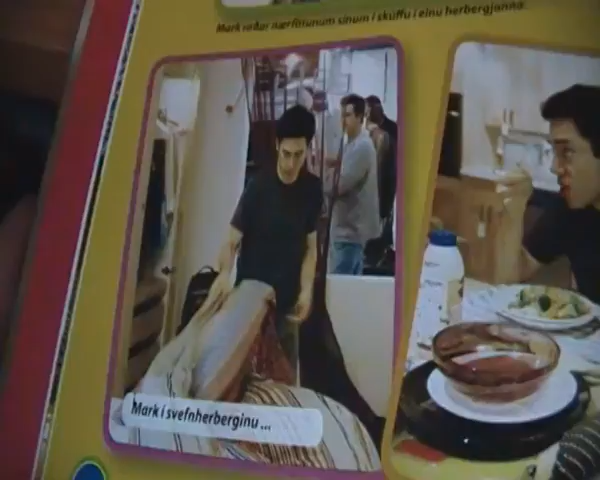 Mark raðar nærfötunum sínum í skúffu í einu herbergjanna.
Mark í svefnherberginu ...